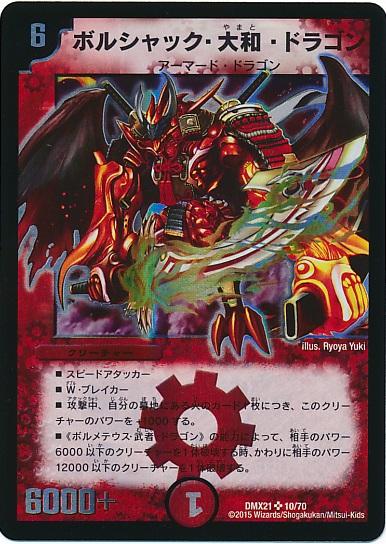 6
ボルシャック・大和・ドラゴン
やまと
アーマード・ドラゴン
illus. Ryoya Yuki
クリーチャー
■スピードアタッカー
■W・ブレイカー
■攻撃中、自分の墓地にある火のカード1枚につき、このクリーチャーのパワーを+1000する。
■《ボルメテウス・武者・ドラゴン》の能力によって、相手のパワー
6000以下のクリーチャーを1体破壊する時、かわりに相手のパワー
12000以下のクリーチャーを1体破壊する。
6000+
1
DMX21 10/70
©2015 Wizards/Shogakukan/Mitsui-Kids